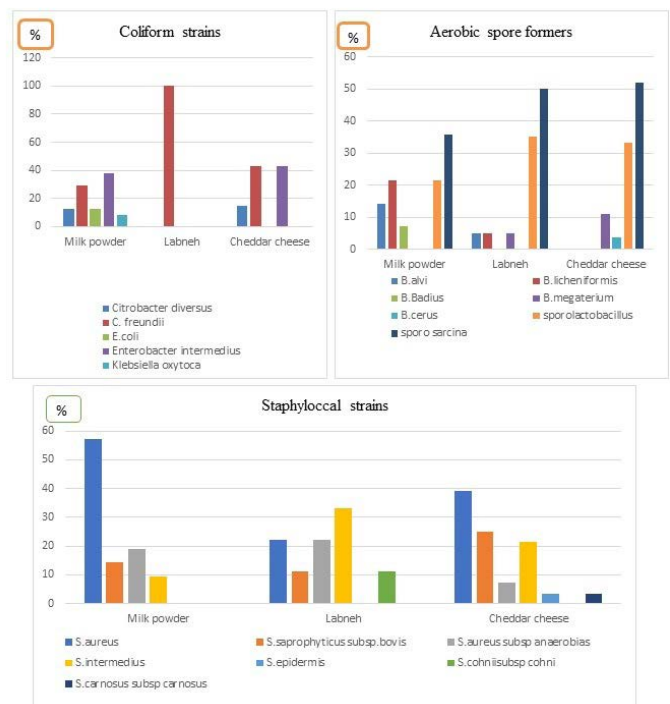 %
Coliform strains
120
100
80
60
40
20
0
Milk powder Labneh Cheddar cheese
Citrobacter diversus
C. freundii
E.coli
Enterobacter intermedius
Klebsiella oxytoca
%
Aerobic spore formers
60
50
40
30
20
10
0
Milk powder Labneh Cheddar cheese
B.alvi B.licheniformis
B.Badius B.megaterium
B.cerus sporolactobacillus
sporo sarcina
%
Staphyloccal strains
60
50
40
30
20
10
0
Milk powder Labneh Cheddar cheese
S.aureus S.saprophyticus subsp.bovis S.aureus subsp anaerobias
S.intermedius S.epidermis S.cohniisubsp cohni
S.carnosus subsp carnosus